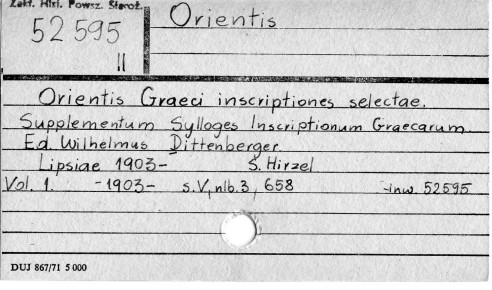 Zakł. Hist. Powsz. Staroż.
52 595
II
Orientis
Orientis Graeci inscriptiones selectae.
Supplementum Sylloges Inscriptionum Graecarum
Ed. Wilhelmus Dittenberger.
Lipsiae 1903- S. Hirzel
Vol. 1. -1903- s. V, nlb. 3, 658 inw. 52595
DUJ 867/71 5 000